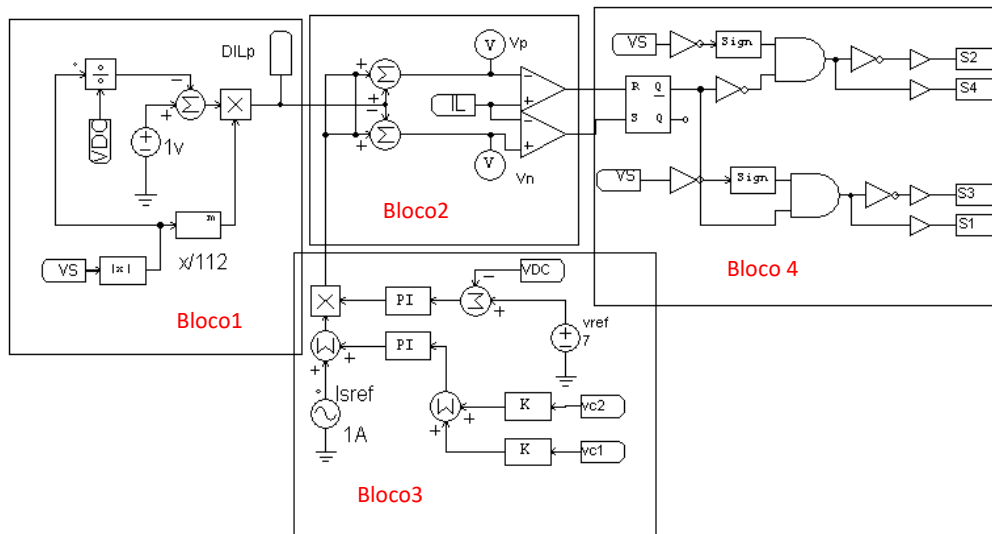 DILp
VDC
1v
VS
|x|
m
x/112
Σ
Σ
Σ
Vp
V
IL
V
Vn
R Q
S Q
VS
Sign
S2
S4
VS
Sign
S3
S1
Bloco1
Bloco2
Bloco 4
VDC
PI
Σ
vref
7
PI
Σ
Isref
1A
Σ
K
vc2
K
vc1
Bloco3